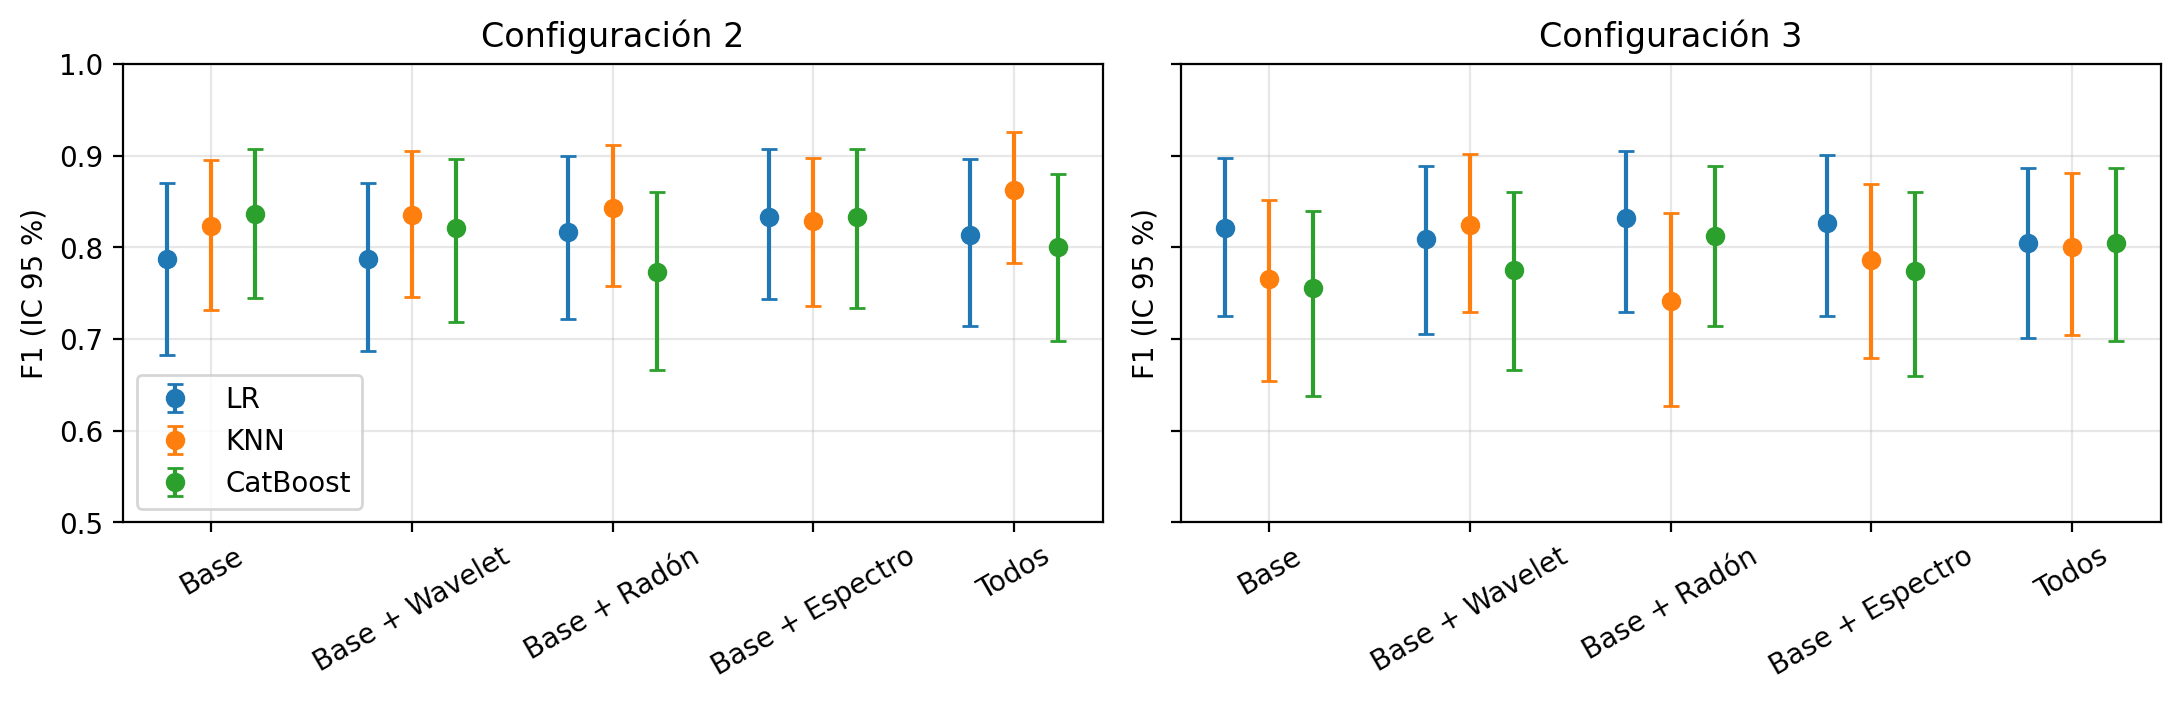 Configuración 2
F1 (IC 95 %)
1.0
0.9
0.8
0.7
0.6
0.5
LR
KNN
CatBoost
Base
Base + Wavelet
Base + Radón
Base + Espectro
Todos
Configuración 3
F1 (IC 95 %)
Base
Base + Wavelet
Base + Radón
Base + Espectro
Todos